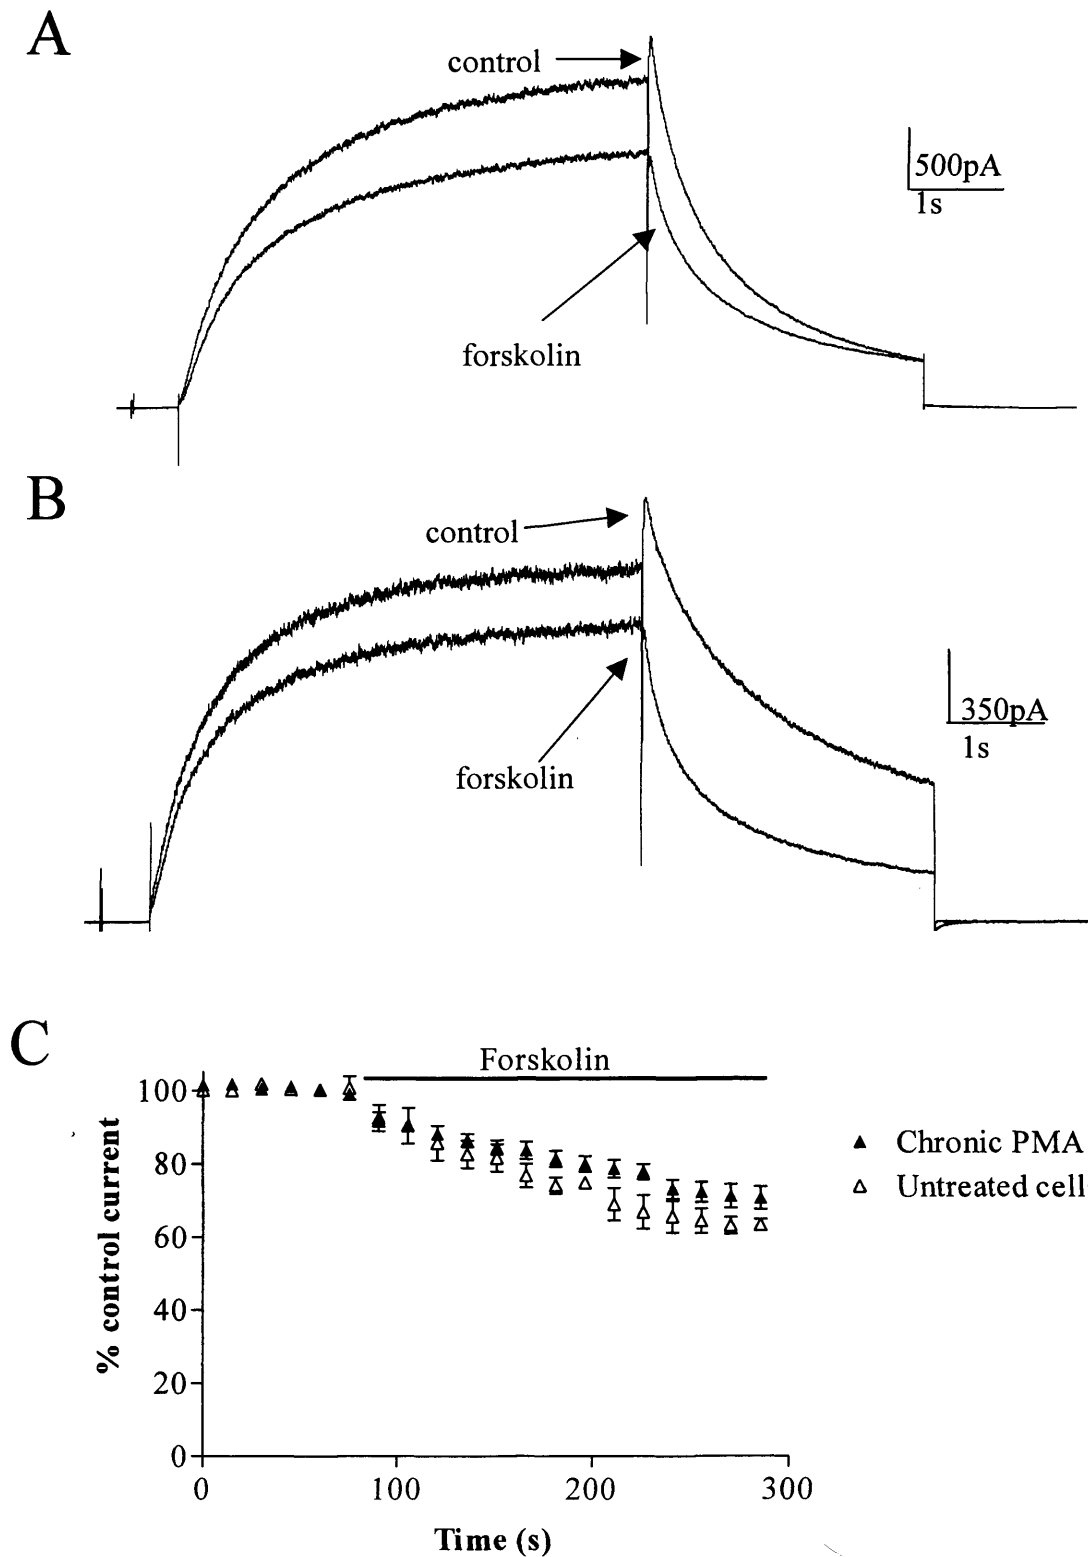 A
control
500pA
1s
forskolin
B
control
350pA
1s
forskolin
C
Forskolin
100
80
60
40
20
0
% control current
0 100 200 300
Time (s)
Chronic PMA
Untreated cell